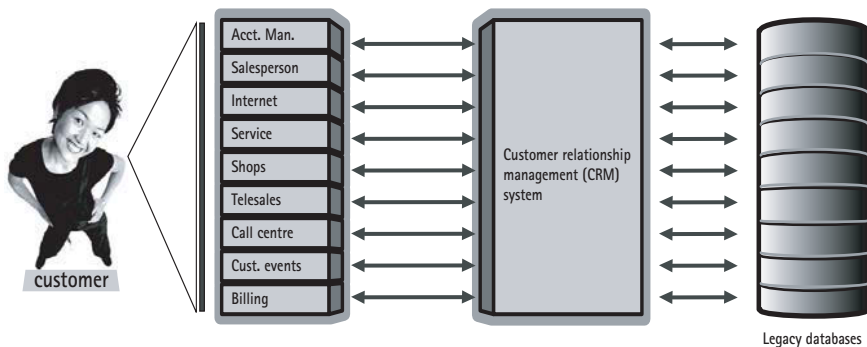 Acct. Man.
Salesperson
Internet
Service
Shops
Telesales
Call centre
Cust. events
Billing
customer
Customer relationship
management (CRM)
system
Legacy databases